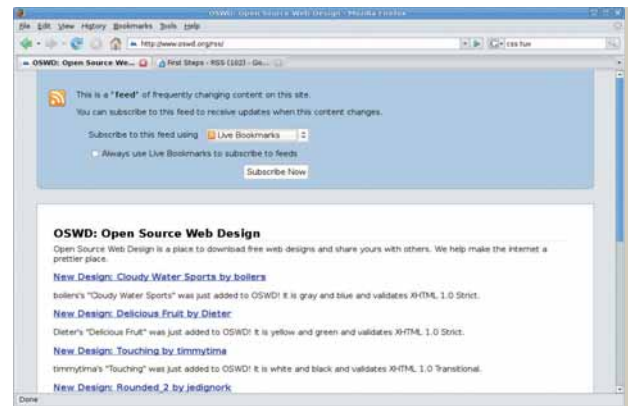 OSWD: Open Source Web Design - Mozilla Firefox
File Edit View History Bookmarks Tools Help
http://www.oswd.org/rss/
css tux
OSWD: Open Source We...
First Steps - RSS (102) - Go...
This is a "feed" of frequently changing content on this site.
You can subscribe to this feed to receive updates when this content changes.
Subscribe to this feed using Live Bookmarks
Always use Live Bookmarks to subscribe to feeds
Subscribe Now
OSWD: Open Source Web Design
Open Source Web Design is a place to download free web designs and share yours with others. We help make the internet a
prettier place.
New Design: Cloudy Water Sports by boilers
boilers's "Cloudy Water Sports" was just added to OSWD! It is gray and blue and validates XHTML 1.0 Strict.
New Design: Delicious Fruit by Dieter
Dieter's "Delicious Fruit" was just added to OSWD! It is yellow and green and validates XHTML 1.0 Strict.
New Design: Touching by timmytima
timmytima's "Touching" was just added to OSWD! It is white and black and validates XHTML 1.0 Transitional.
New Design: Rounded_2 by jedignork
Done